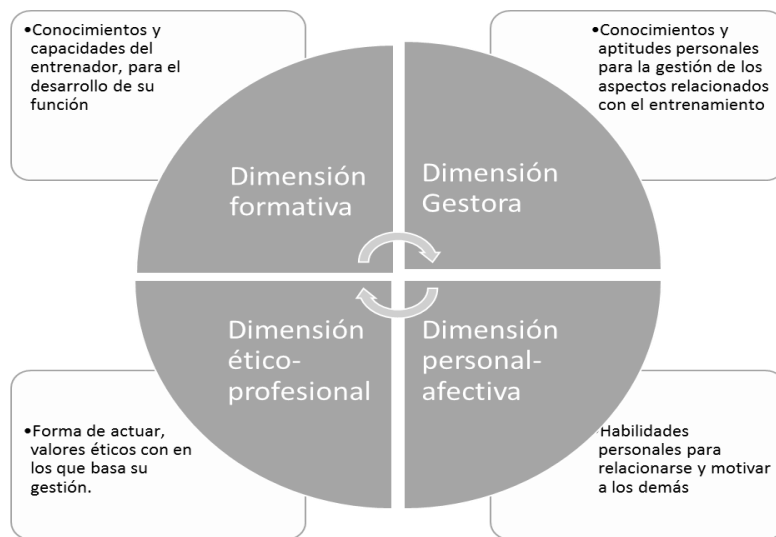 •Conocimientos y
capacidades del
entrenador, para el
desarrollo de su
función
•Conocimientos y
aptitudes personales
para la gestión de los
aspectos relacionados
con el entrenamiento
Dimensión
formativa
Dimensión
Gestora
Dimensión
ético-
profesional
Dimensión
personal-
afectiva
•Forma de actuar,
valores éticos con en
los que basa su
gestión.
Habilidades
personales para
relacionarse y motivar
a los demás